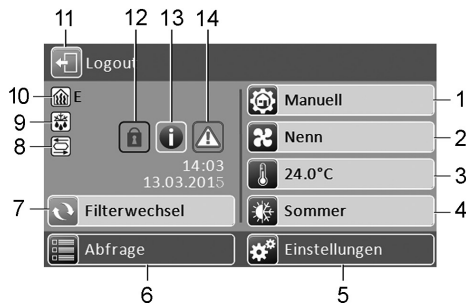 12 13 14
11
Logout
10 E
Manuell 1
9
Nenn 2
8
14:03
24.0°C 3
13.03.2015
7 Filterwechsel
Sommer 4
Abfrage
Einstellungen
6 5